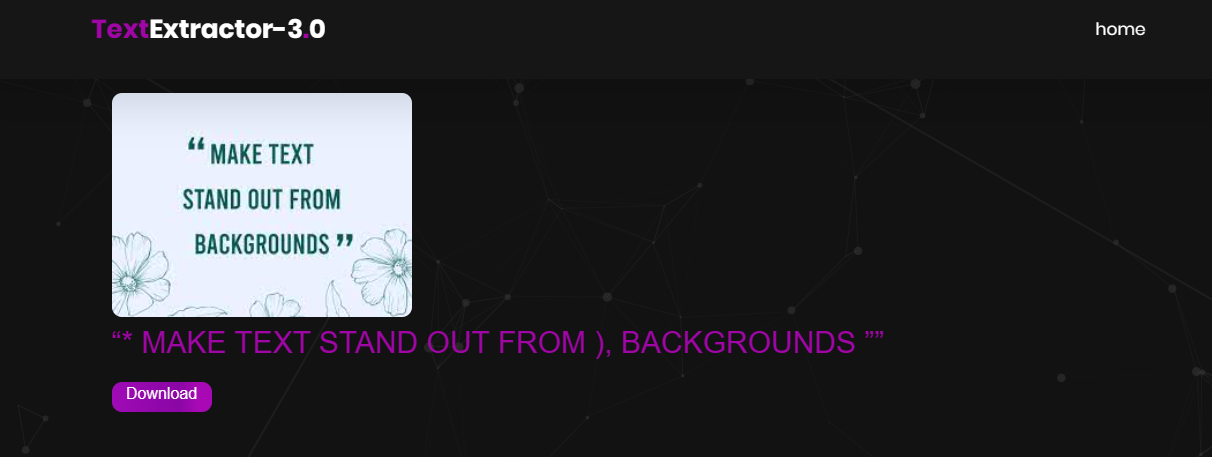 TextExtractor-3.0
home
“ MAKE TEXT
STAND OUT FROM
BACKGROUNDS ”
“* MAKE TEXT STAND OUT FROM ), BACKGROUNDS ””
Download